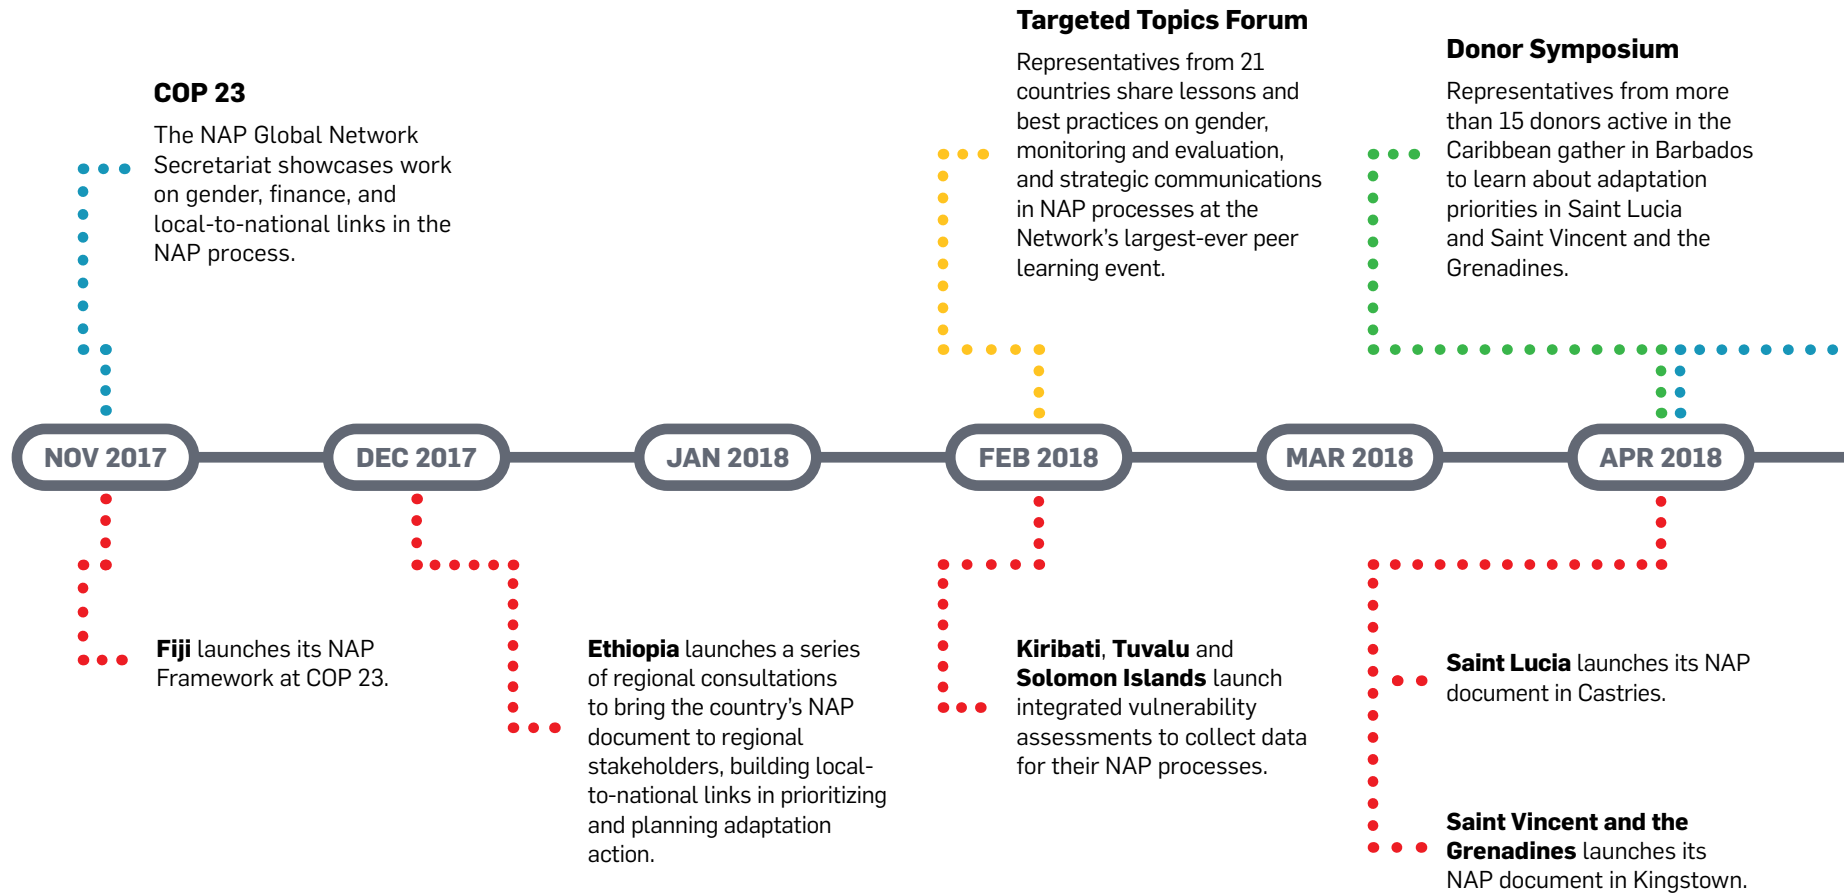 COP 23
The NAP Global Network
Secretariat showcases work
on gender, finance, and
local-to-national links in the
NAP process.
Targeted Topics Forum
Representatives from 21
countries share lessons and
best practices on gender,
monitoring and evaluation,
and strategic communications
in NAP processes at the
Network's largest-ever peer
learning event.
Donor Symposium
Representatives from more
than 15 donors active in the
Caribbean gather in Barbados
to learn about adaptation
priorities in Saint Lucia
and Saint Vincent and the
Grenadines.
NOV 2017
DEC 2017
JAN 2018
FEB 2018
MAR 2018
APR 2018
Fiji launches its NAP
Framework at COP 23.
Ethiopia launches a series
of regional consultations
to bring the country's NAP
document to regional
stakeholders, building local-
to-national links in prioritizing
and planning adaptation
action.
Kiribati, Tuvalu and
Solomon Islands launch
integrated vulnerability
assessments to collect data
for their NAP processes.
Saint Lucia launches its NAP
document in Castries.
Saint Vincent and the
Grenadines launches its
NAP document in Kingstown.